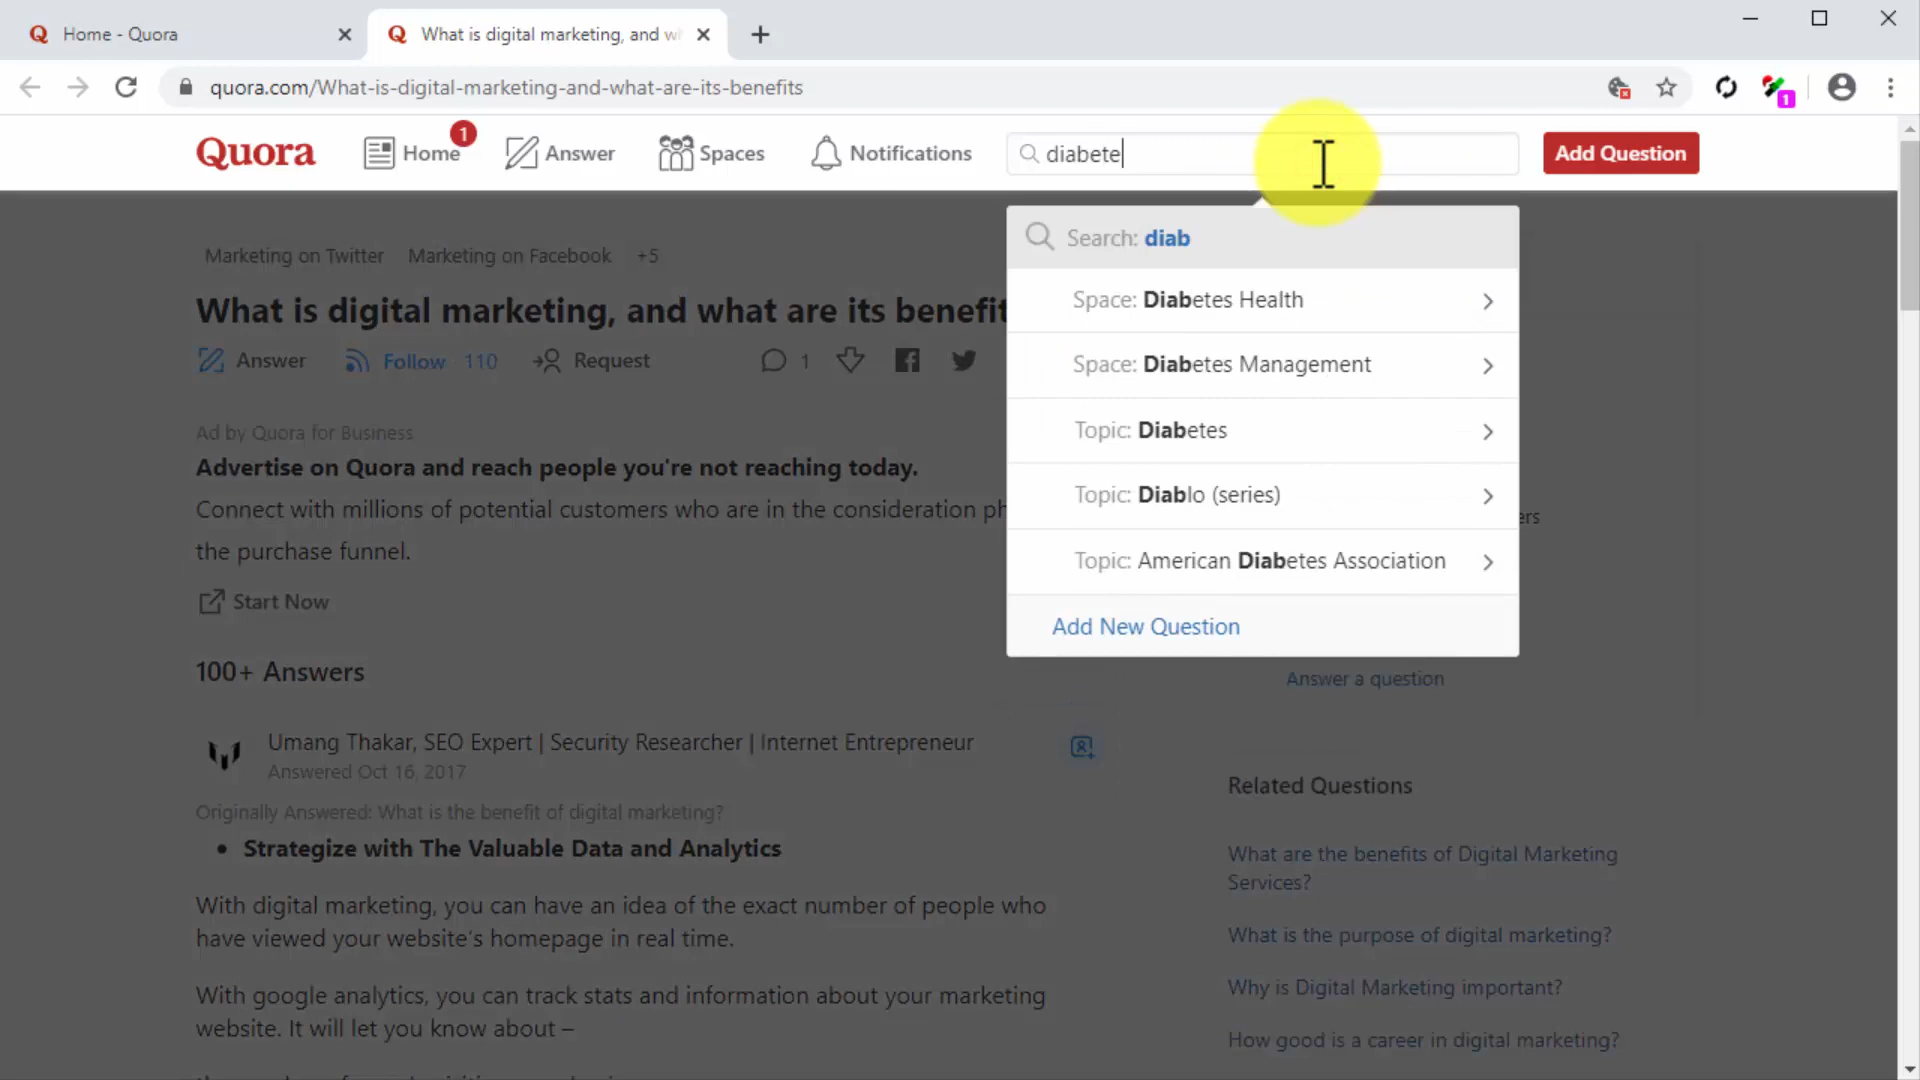 Home - Quora
What is digital marketing, and w
quora.com/What-is-digital-marketing-and-what-are-its-benefits
1
Quora
Home
1
Answer
Spaces
Notifications
diabete
Add Question
Search: diab
Space: Diabetes Health
Space: Diabetes Management
Topic: Diabetes
Topic: Diablo (series)
Topic: American Diabetes Association
Add New Question
Marketing on Twitter Marketing on Facebook +5
What is digital marketing, and what are its benefit
Answer Follow 110 Request 1
Ad by Quora for Business
Advertise on Quora and reach people you're not reaching today.
Connect with millions of potential customers who are in the consideration ph
the purchase funnel.
Start Now
100+ Answers
Umang Thakar, SEO Expert | Security Researcher | Internet Entrepreneur
Answered Oct 16, 2017
Originally Answered: What is the benefit of digital marketing?
• Strategize with The Valuable Data and Analytics
With digital marketing, you can have an idea of the exact number of people who
have viewed your website's homepage in real time.
With google analytics, you can track stats and information about your marketing
website. It will let you know about –
ers
Answer a question
Related Questions
What are the benefits of Digital Marketing
Services?
What is the purpose of digital marketing?
Why is Digital Marketing important?
How good is a career in digital marketing?